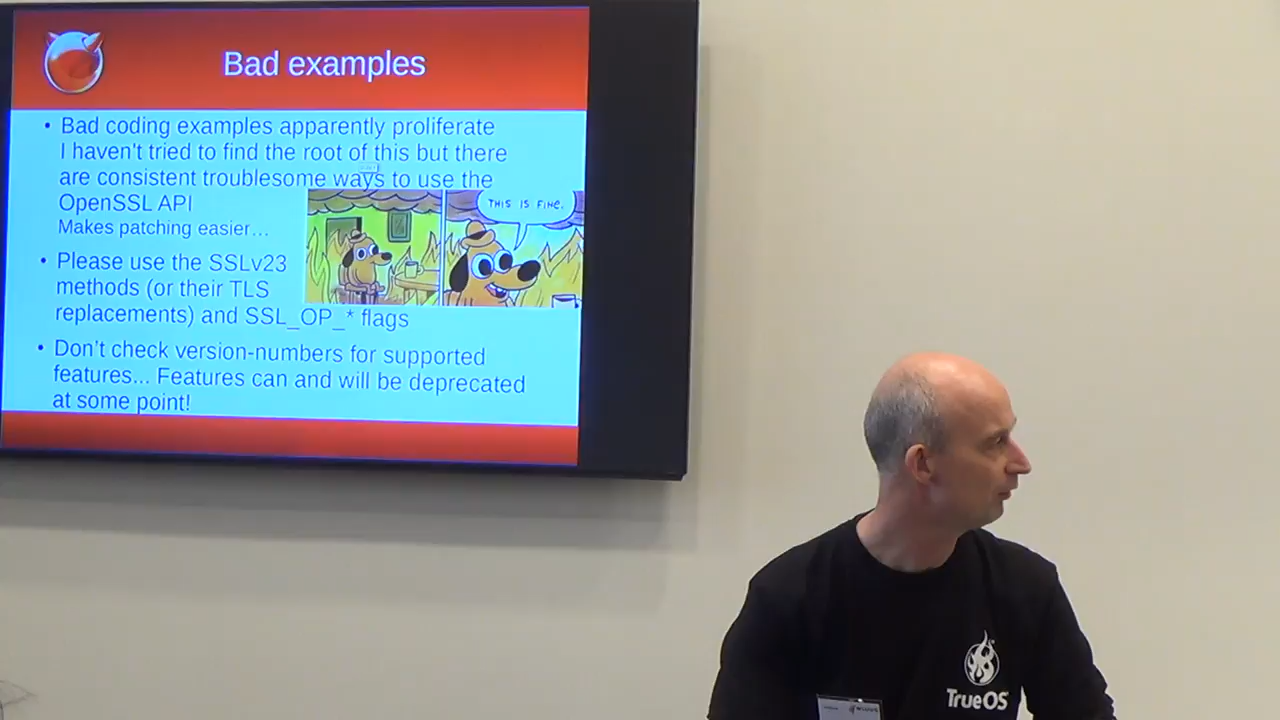 Bad examples
• Bad coding examples apparently proliferate
I haven't tried to find the root of this but there
are consistent troublesome ways to use the
OpenSSL API
Makes patching easier…
THIS IS FINE.
• Please use the SSLv23
methods (or their TLS
replacements) and SSL_OP_* flags
• Don't check version-numbers for supported
features... Features can and will be deprecated
at some point!
TrueOS